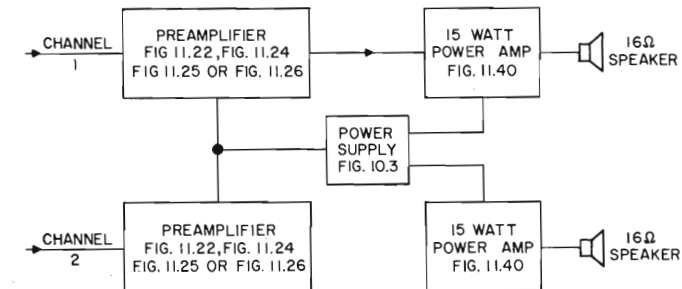 CHANNEL
1
PREAMPLIFIER
FIG 11.22, FIG. 11.24
FIG 11.25 OR FIG. 11.26
15 WATT
POWER AMP
FIG. 11.40
16Ω
SPEAKER
POWER
SUPPLY
FIG. 10.3
CHANNEL
2
PREAMPLIFIER
FIG. 11.22, FIG. 11.24
FIG. 11.25 OR FIG. 11.26
15 WATT
POWER AMP
FIG. 11.40
16Ω
SPEAKER